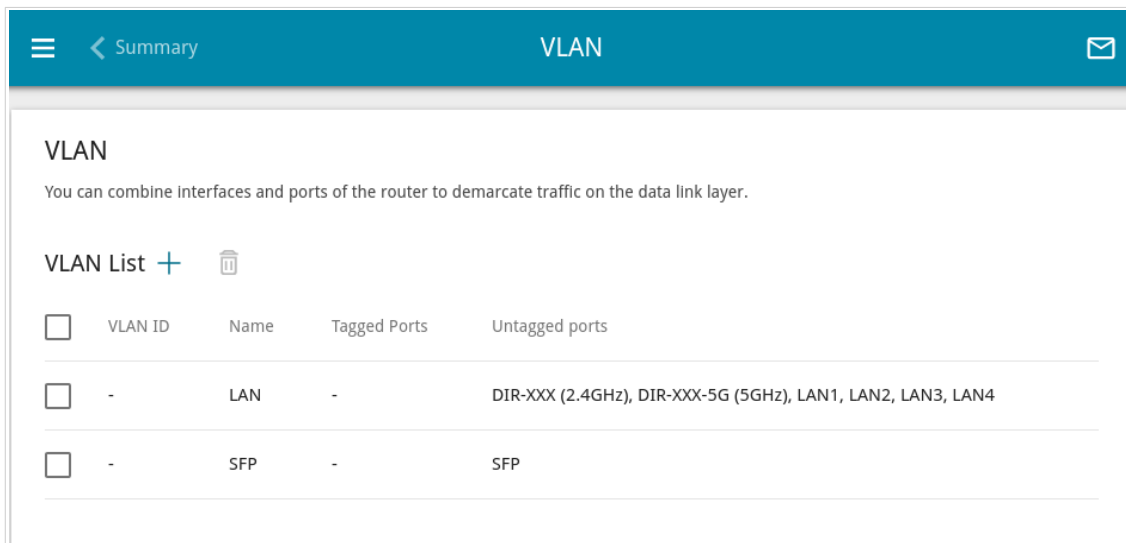 Summary VLAN
VLAN
You can combine interfaces and ports of the router to demarcate traffic on the data link layer.
VLAN List
VLAN ID Name Tagged Ports Untagged ports
- LAN - DIR-XXX (2.4GHz), DIR-XXX-5G (5GHz), LAN1, LAN2, LAN3, LAN4
- SFP - SFP